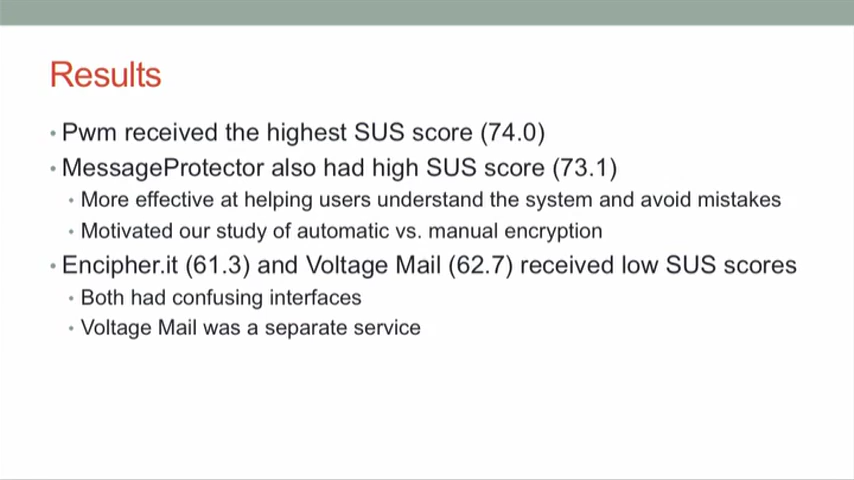 Results
• Pwm received the highest SUS score (74.0)
• MessageProtector also had high SUS score (73.1)
• More effective at helping users understand the system and avoid mistakes
• Motivated our study of automatic vs. manual encryption
• Encipher.it (61.3) and Voltage Mail (62.7) received low SUS scores
• Both had confusing interfaces
• Voltage Mail was a separate service